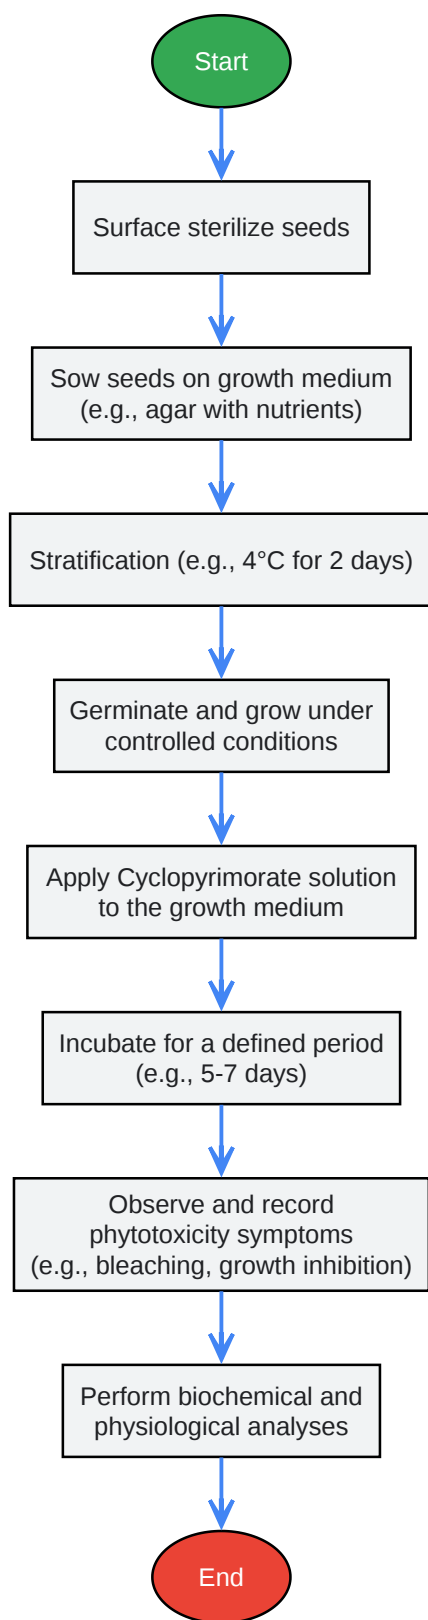 Start
Surface sterilize seeds
Sow seeds on growth medium
(e.g., agar with nutrients)
Stratification (e.g., 4°C for 2 days)
Germinate and grow under
controlled conditions
Apply Cyclopyrimorate solution
to the growth medium
Incubate for a defined period
(e.g., 5-7 days)
Observe and record
phytotoxicity symptoms
(e.g., bleaching, growth inhibition)
Perform biochemical and
physiological analyses
End